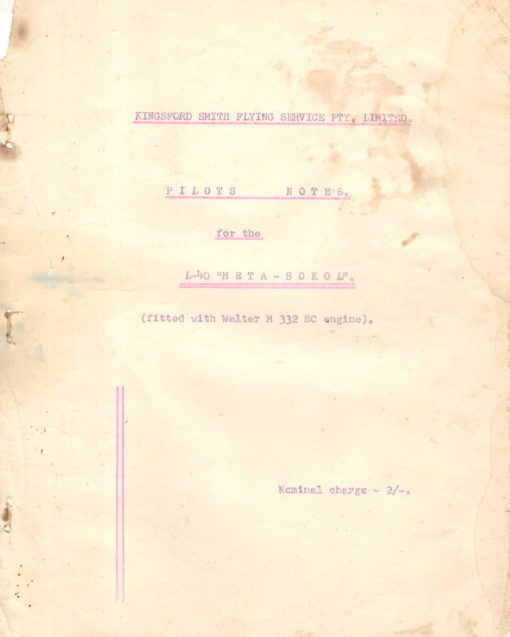 KINGSFORD SMITH FLYING SERVICE PTY. LIMITED.
P I L O T S N O T E S.
for the
L-40 "M E T A - S O K O L".
(fitted with Walter M 332 SC engine).
Nominal charge - 2/-.